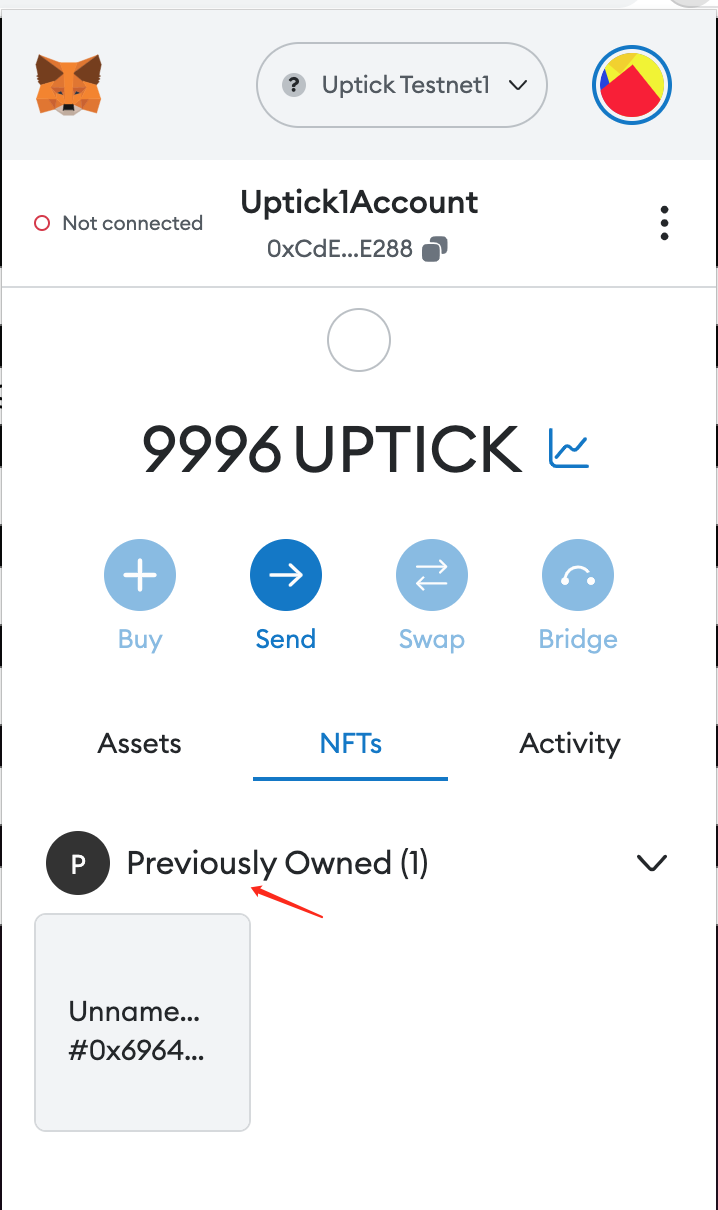 ? Uptick Testnet1
Not connected
Uptick1Account
0xCdE...E288
9996 UPTICK
Buy Send Swap Bridge
Assets NFTs Activity
P Previously Owned (1)
Unname...
#0x6964...